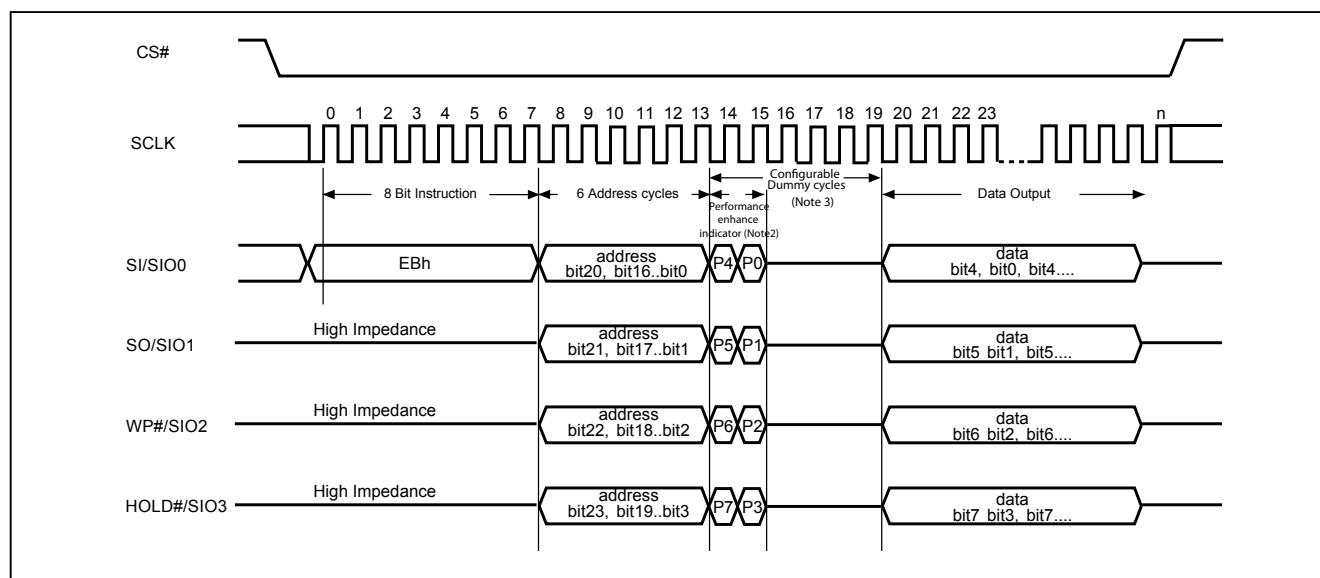 CS#
0 1 2 3 4 5 6 7 8 9 10 11 12 13 14 15 16 17 18 19 20 21 22 23 n
SCLK
8 Bit Instruction
6 Address cycles
Configurable
Dummy cycles
(Note 3)
Data Output
Performance
enhance
indicator (Note2)
SI/SIO0
EBh
address
bit20, bit16..bit0
P4 P0
data
bit4, bit0, bit4....
SO/SIO1
High Impedance
address
bit21, bit17..bit1
P5 P1
data
bit5 bit1, bit5....
WP#/SIO2
High Impedance
address
bit22, bit18..bit2
P6 P2
data
bit6 bit2, bit6....
HOLD#/SIO3
High Impedance
address
bit23, bit19..bit3
P7 P3
data
bit7 bit3, bit7....